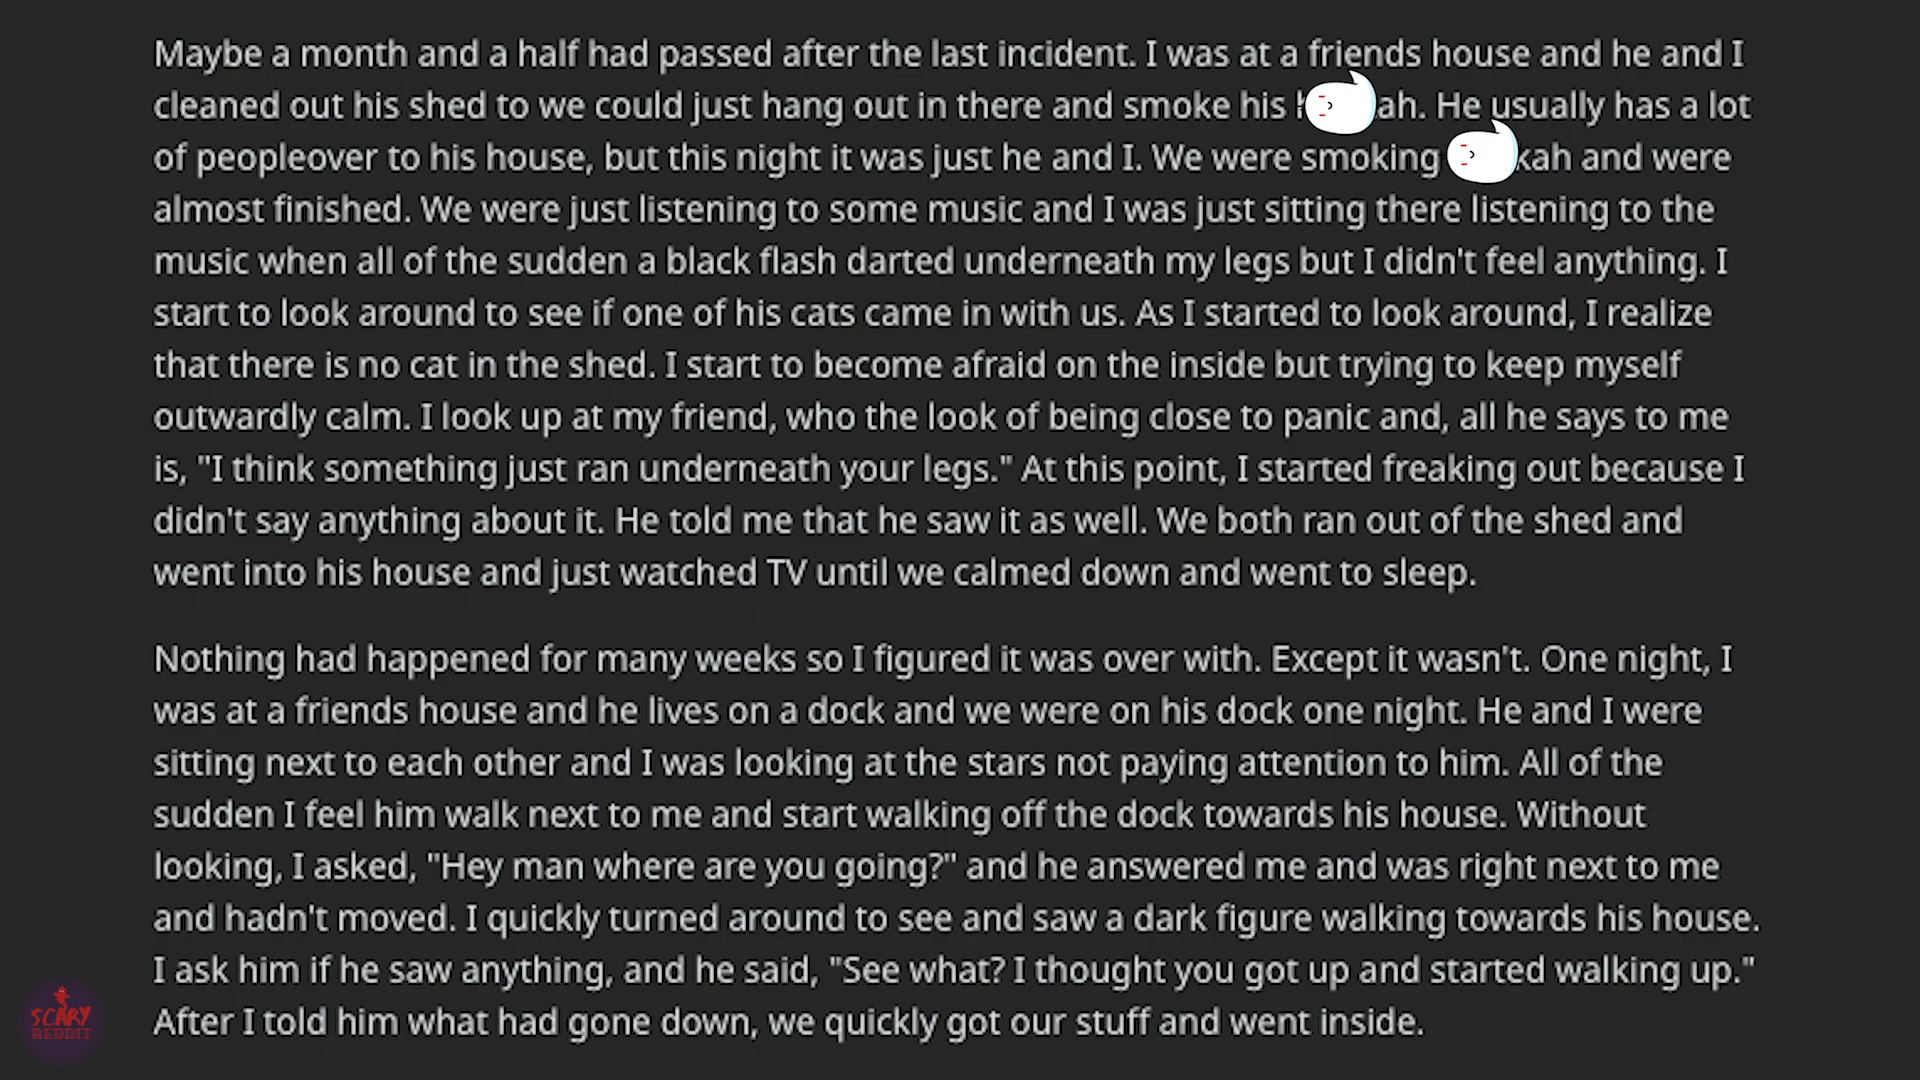 Maybe a month and a half had passed after the last incident. I was at a friends house and he and I
cleaned out his shed to we could just hang out in there and smoke his ah. He usually has a lot
of peopleover to his house, but this night it was just he and I. We were smoking kah and were
almost finished. We were just listening to some music and I was just sitting there listening to the
music when all of the sudden a black flash darted underneath my legs but I didn't feel anything. I
start to look around to see if one of his cats came in with us. As I started to look around, I realize
that there is no cat in the shed. I start to become afraid on the inside but trying to keep myself
outwardly calm. I look up at my friend, who the look of being close to panic and, all he says to me
is, "I think something just ran underneath your legs." At this point, I started freaking out because I
didn't say anything about it. He told me that he saw it as well. We both ran out of the shed and
went into his house and just watched TV until we calmed down and went to sleep.
Nothing had happened for many weeks so I figured it was over with. Except it wasn't. One night, I
was at a friends house and he lives on a dock and we were on his dock one night. He and I were
sitting next to each other and I was looking at the stars not paying attention to him. All of the
sudden I feel him walk next to me and start walking off the dock towards his house. Without
looking, I asked, "Hey man where are you going?" and he answered me and was right next to me
and hadn't moved. I quickly turned around to see and saw a dark figure walking towards his house.
I ask him if he saw anything, and he said, "See what? I thought you got up and started walking up."
After I told him what had gone down, we quickly got our stuff and went inside.
SCARY
REDDIT